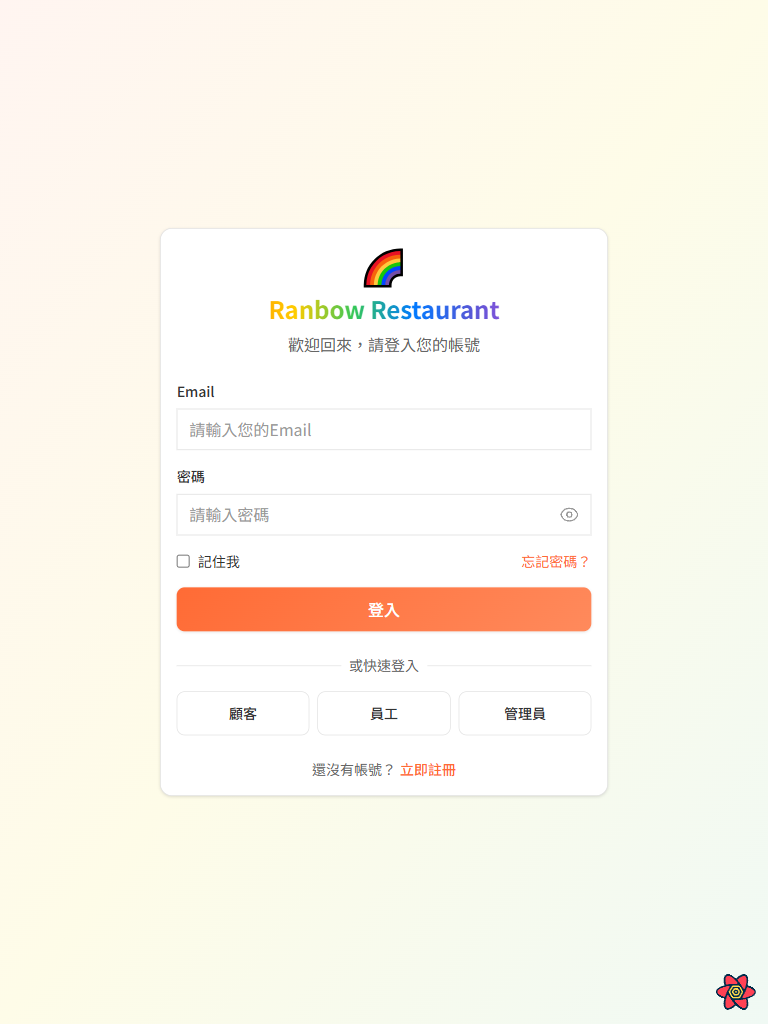 Ranbow Restaurant
歡迎回來，請登入您的帳號
Email
請輸入您的Email
密碼
請輸入密碼
記住我 忘記密碼？
登入
或快速登入
顧客 員工 管理員
還沒有帳號？ 立即註冊